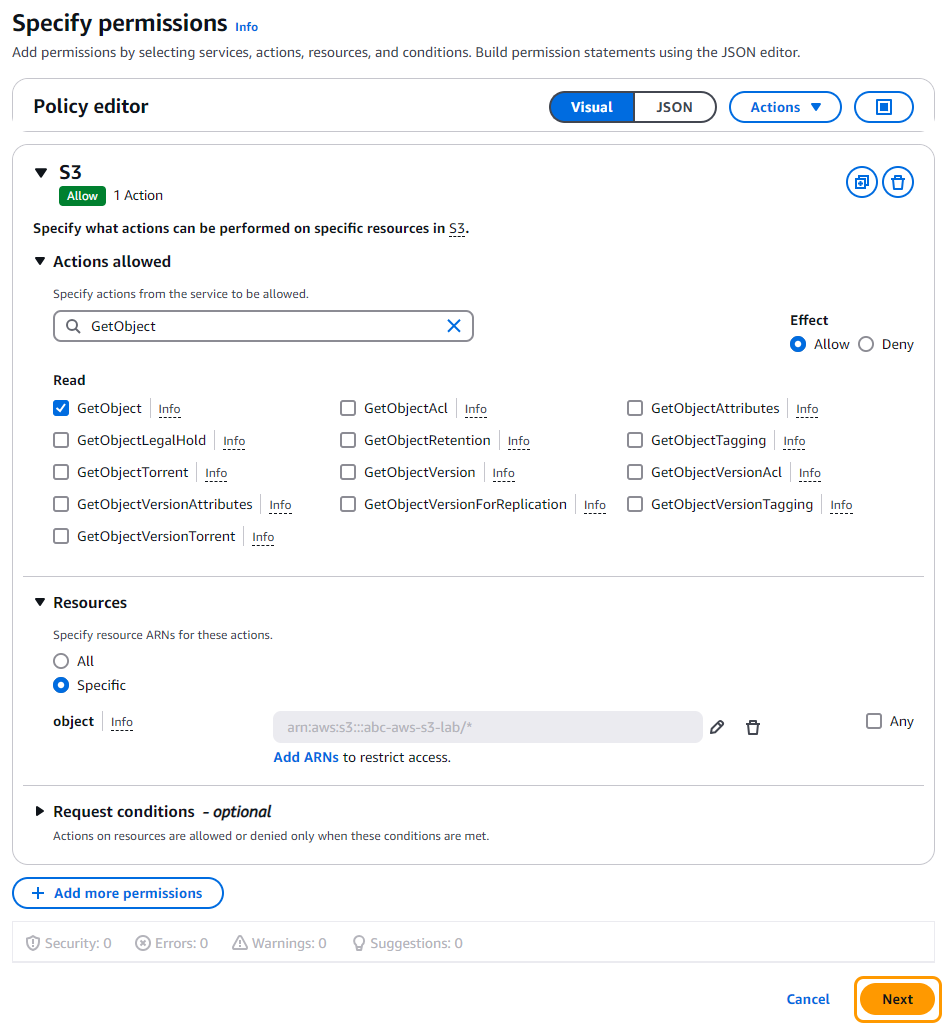 Specify permissions Info
Add permissions by selecting services, actions, resources, and conditions. Build permission statements using the JSON editor.
Policy editor Visual JSON Actions
S3
Allow 1 Action
Specify what actions can be performed on specific resources in S3.
Actions allowed
Specify actions from the service to be allowed.
GetObject
Effect
Allow Deny
Read
GetObject Info GetObjectAcl Info GetObjectAttributes Info
GetObjectLegalHold Info GetObjectRetention Info GetObjectTagging Info
GetObjectTorrent Info GetObjectVersion Info GetObjectVersionAcl Info
GetObjectVersionAttributes Info GetObjectVersionForReplication Info GetObjectVersionTagging Info
GetObjectVersionTorrent Info
Resources
Specify resource ARNs for these actions.
All
Specific
object Info arn:aws:s3:::abc-aws-s3-lab/* Any
Add ARNs to restrict access.
Request conditions - optional
Actions on resources are allowed or denied only when these conditions are met.
Add more permissions
Security: 0 Errors: 0 Warnings: 0 Suggestions: 0
Cancel Next